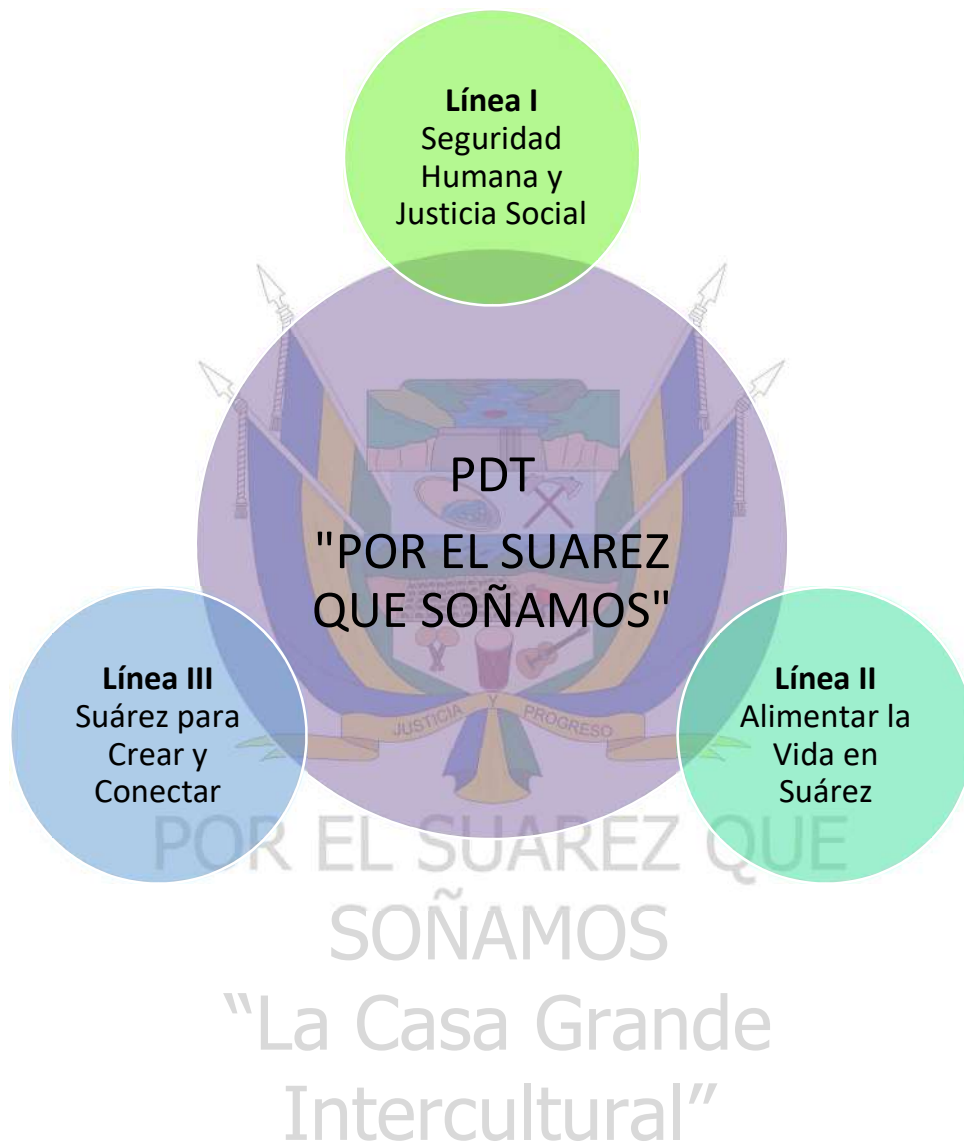 Línea I
Seguridad
Humana y
Justicia Social
PDT
"POR EL SUAREZ
QUE SOÑAMOS"
Línea III
Suárez para
Crear y
Conectar
Línea II
Alimentar la
Vida en
Suárez
JUSTICIA Y PROGRESO
POR EL SUAREZ QUE
SOÑAMOS
“La Casa Grande
Intercultural”